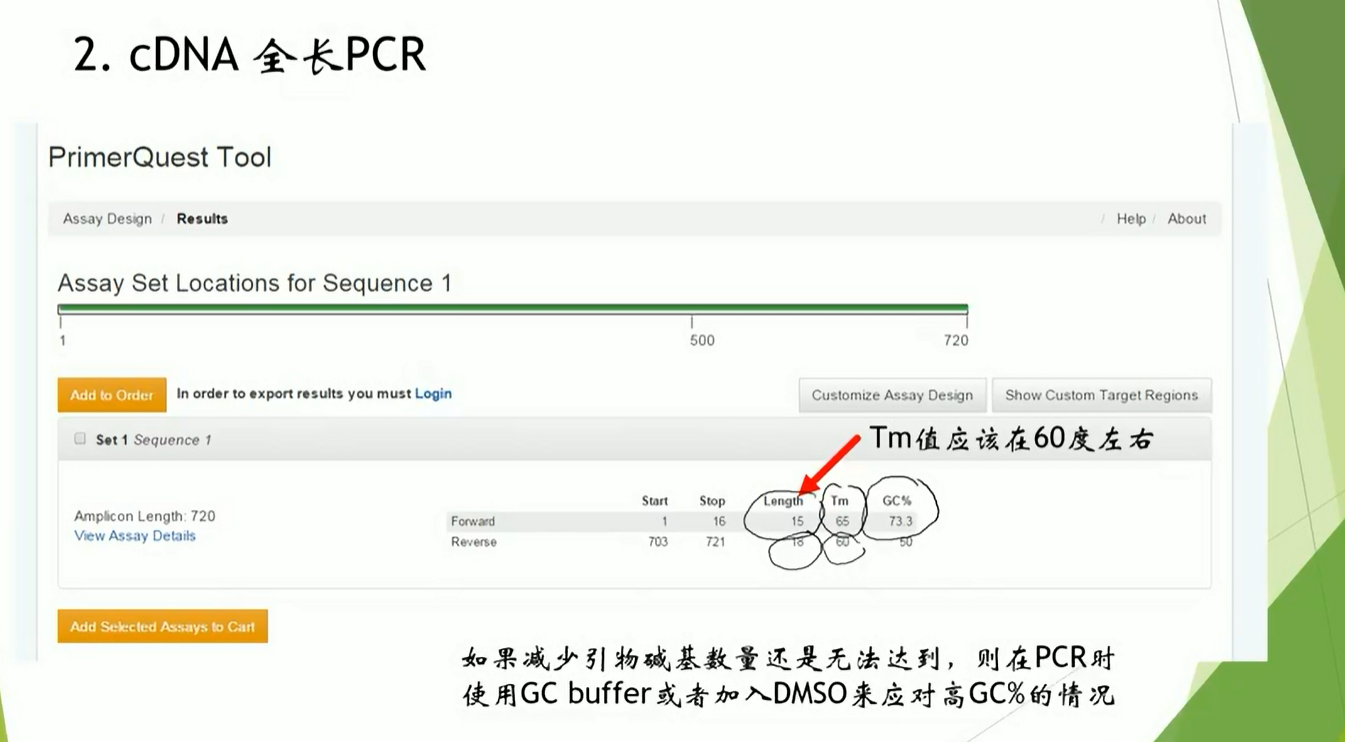 2. cDNA 全长PCR
PrimerQuest Tool
Assay Design / Results / Help / About
Assay Set Locations for Sequence 1
1 500 720
Add to Order In order to export results you must Login Customize Assay Design Show Custom Target Regions
Set 1 Sequence 1
Tm值应该在60度左右
Start Stop Length Tm GC%
Amplicon Length: 720
Forward 1 16 15 65 73.3
View Assay Details
Reverse 703 721 18 60 50
Add Selected Assays to Cart
如果减少引物碱基数量还是无法达到，则在PCR时
使用GC buffer或者加入DMSO来应对高GC%的情况